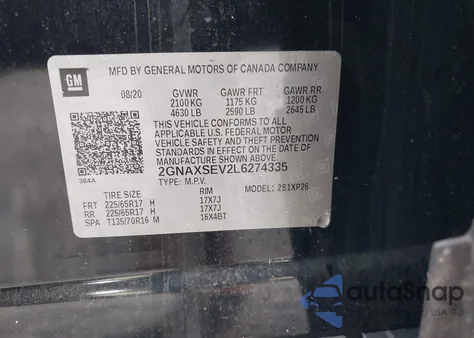 GM
MFD BY GENERAL MOTORS OF CANADA COMPANY
08/20 GVWR GAWR FRT GAWR RR
2100 KG 1175 KG 1200 KG
4630 LB 2590 LB 2645 LB
THIS VEHICLE CONFORMS TO ALL
APPLICABLE U.S. FEDERAL MOTOR
VEHICLE SAFETY AND THEFT
PREVENTION STANDARDS IN
EFFECT ON THE DATE OF
MANUFACTURE SHOWN ABOVE.
2GNAXSEV2L6274335
TYPE: M.P.V. MODEL: 251XP26
384A
TIRE SIZE RIM
FRT 225/65R17 H 17X7J
RR 225/65R17 H 17X7J
SPA T135/70R16 M 16X4BT
autoSnap